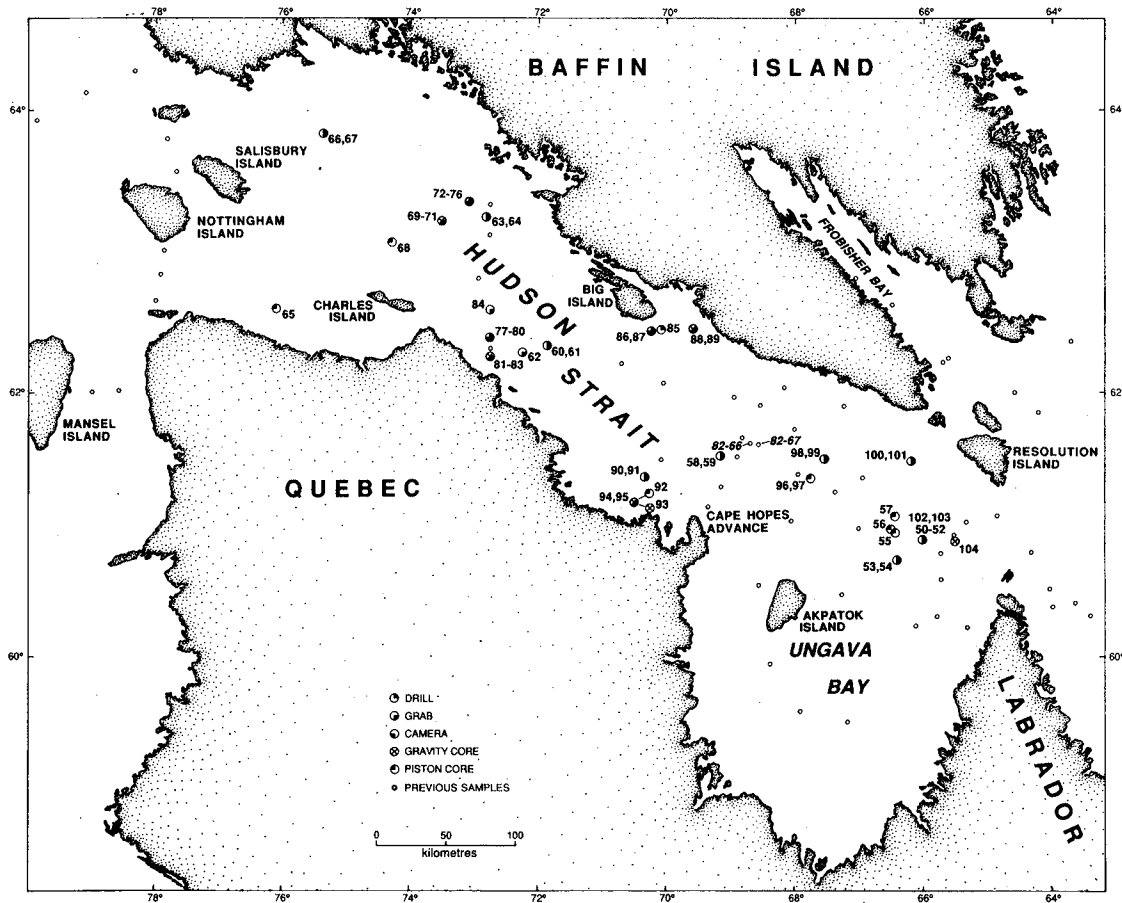 78° 76° 74° 72° 70° 68° 66° 64°
BAFFIN ISLAND
64° 64°
66,67
SALISBURY
ISLAND
72-76
NOTTINGHAM
ISLAND
69-71
63,64
68
FROBISHER BAY
HUDSON STRAIT
BIG
ISLAND
CHARLES
ISLAND
65
84
77-80
62
60,61
81-83
86,87
85
88,89
62° 62°
MANSEL
ISLAND
82-66
82-67
RESOLUTION
ISLAND
58,59
98,99
100,101
QUEBEC
90,91
92
96,97
94,95
93
CAPE HOPES
ADVANCE
57
102,103
56
50-52
55
104
53,54
AKPATOK
ISLAND
60° 60°
UNGAVA
BAY
LABRADOR
DRILL
GRAB
CAMERA
GRAVITY CORE
PISTON CORE
PREVIOUS SAMPLES
0 50 100
kilometres
78° 76° 74° 72° 70° 68° 66° 64°